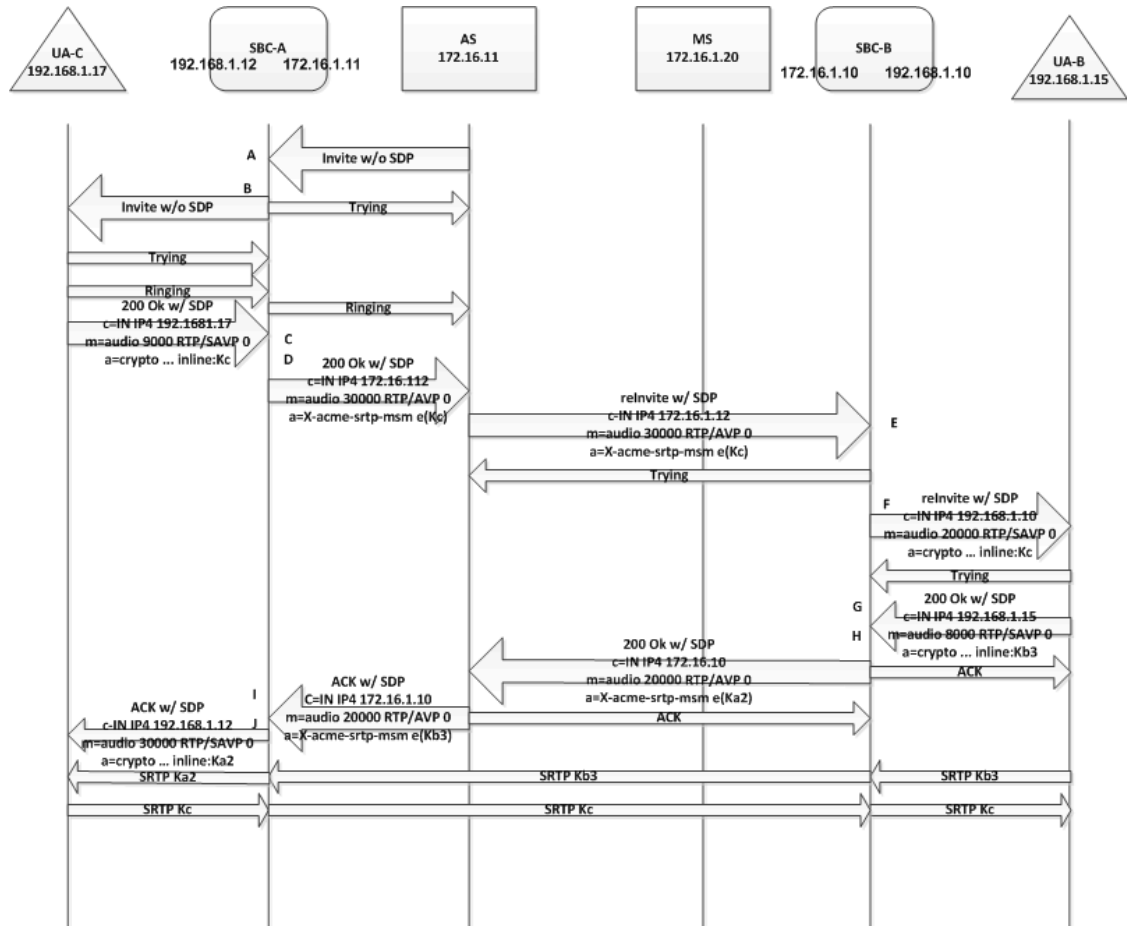 UA-C
192.168.1.17
SBC-A
192.168.1.12 172.16.1.11
AS
172.16.11
MS
172.16.1.20
SBC-B
172.16.1.10 192.168.1.10
UA-B
192.168.1.15
A
Invite w/o SDP
B
Invite w/o SDP
Trying
Trying
Ringing
Ringing
200 Ok w/ SDP
c=IN IP4 192.1681.17
m=audio 9000 RTP/SAVP 0
a=crypto ... inline:Kc
C
D
200 Ok w/ SDP
c=IN IP4 172.16.112
m=audio 30000 RTP/AVP 0
a=X-acme-srtp-msm e(Kc)
reInvite w/ SDP
c-IN IP4 172.16.1.12
m=audio 30000 RTP/AVP 0
a=X-acme-srtp-msm e(Kc)
E
Trying
F
reInvite w/ SDP
c=IN IP4 192.168.1.10
m=audio 20000 RTP/SAVP 0
a=crypto ... inline:Kc
Trying
G
H
200 Ok w/ SDP
c=IN IP4 192.168.1.15
m=audio 8000 RTP/SAVP 0
a=crypto ... inline:Kb3
200 Ok w/ SDP
c=IN IP4 172.16.10
m=audio 20000 RTP/AVP 0
a=X-acme-srtp-msm e(Ka2)
ACK
I
J
ACK w/ SDP
C=IN IP4 172.16.1.10
m=audio 20000 RTP/AVP 0
a=X-acme-srtp-msm e(Kb3)
ACK
ACK w/ SDP
c-IN IP4 192.168.1.12
m=audio 30000 RTP/SAVP 0
a=crypto ... inline:Ka2
SRTP Ka2
SRTP Kb3
SRTP Kb3
SRTP Kc
SRTP Kc
SRTP Kc